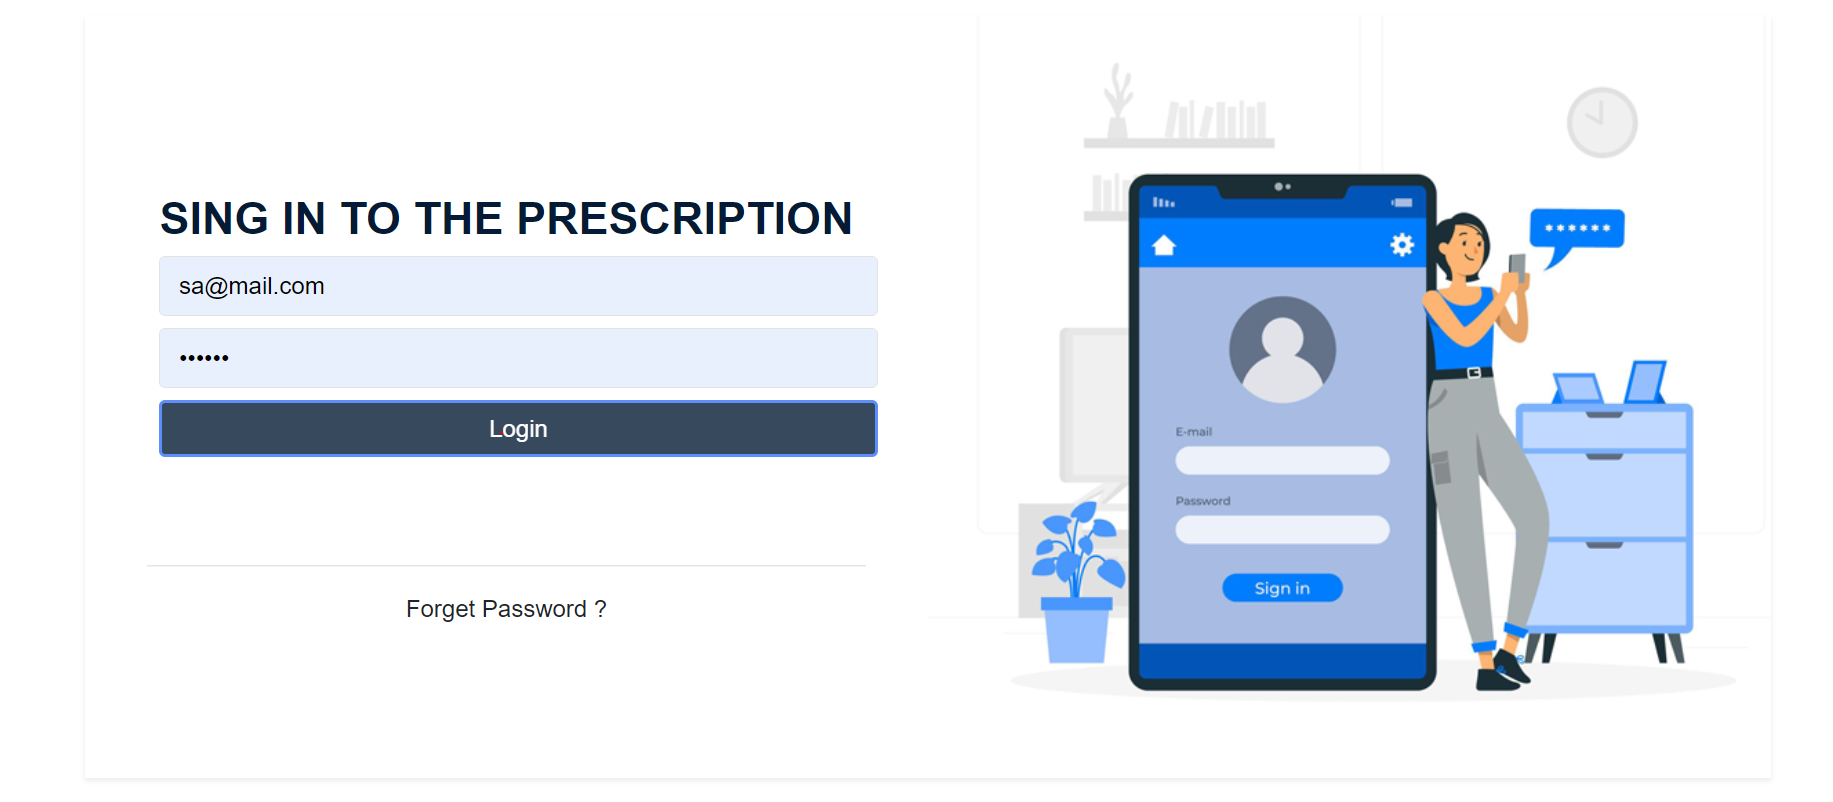 SING IN TO THE PRESCRIPTION
sa@mail.com
••••••
Login
Forget Password ?
******
E-mail
Password
Sign in